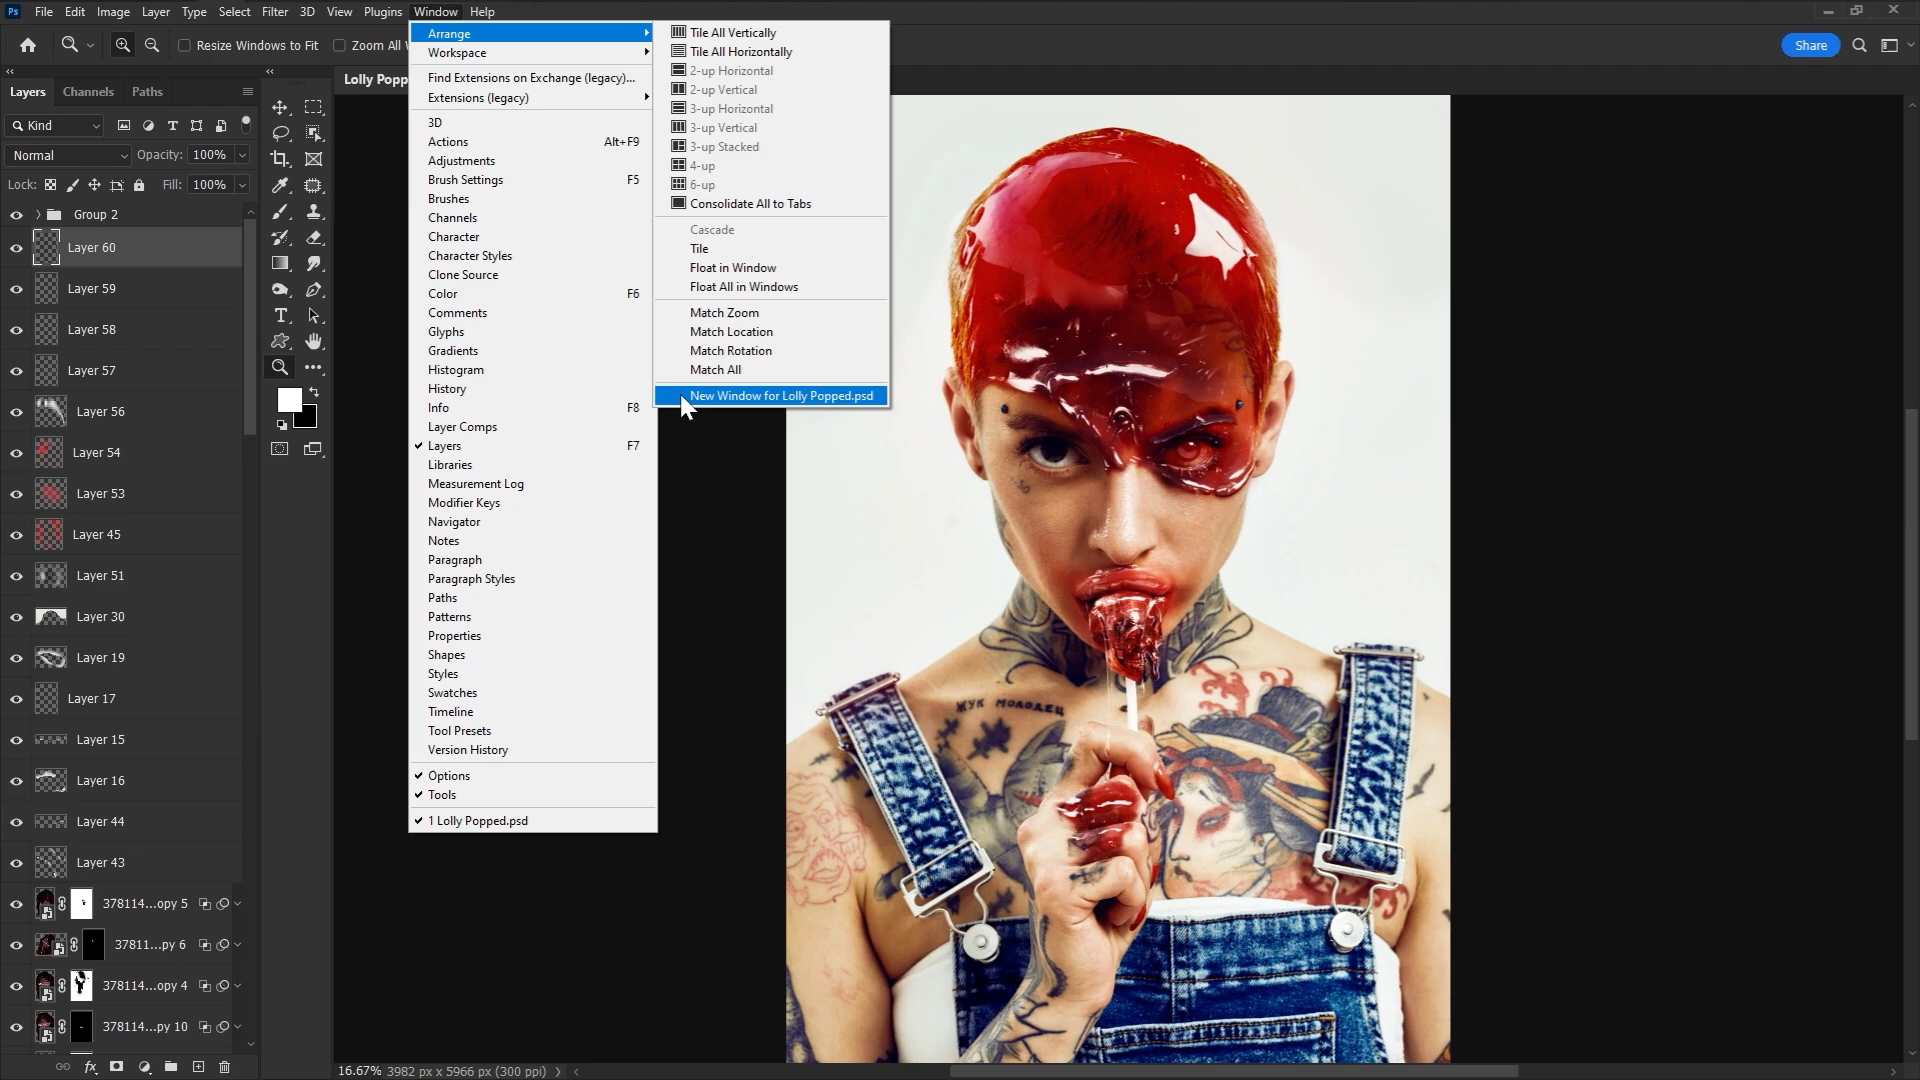 Ps File Edit Image Layer Type Select Filter 3D View Plugins Window Help
Resize Windows to Fit Zoom All W Share
Layers Channels Paths
Lolly Popp
Kind
Normal Opacity: 100%
Lock: Fill: 100%
Group 2
Layer 60
Layer 59
Layer 58
Layer 57
Layer 56
Layer 54
Layer 53
Layer 45
Layer 51
Layer 30
Layer 19
Layer 17
Layer 15
Layer 16
Layer 44
Layer 43
378114...opy 5
37811...py 6
378114...opy 4
378114...py 10
fx
Arrange
Workspace
Find Extensions on Exchange (legacy)...
Extensions (legacy)
3D
Actions Alt+F9
Adjustments
Brush Settings F5
Brushes
Channels
Character
Character Styles
Clone Source
Color F6
Comments
Glyphs
Gradients
Histogram
History
Info F8
Layer Comps
Layers F7
Libraries
Measurement Log
Modifier Keys
Navigator
Notes
Paragraph
Paragraph Styles
Paths
Patterns
Properties
Shapes
Styles
Swatches
Timeline
Tool Presets
Version History
Options
Tools
1 Lolly Popped.psd
Tile All Vertically
Tile All Horizontally
2-up Horizontal
2-up Vertical
3-up Horizontal
3-up Vertical
3-up Stacked
4-up
6-up
Consolidate All to Tabs
Cascade
Tile
Float in Window
Float All in Windows
Match Zoom
Match Location
Match Rotation
Match All
New Window for Lolly Popped.psd
ЖУК МОЛОДЕЦ
16.67% 3982 px x 5966 px (300 ppi)